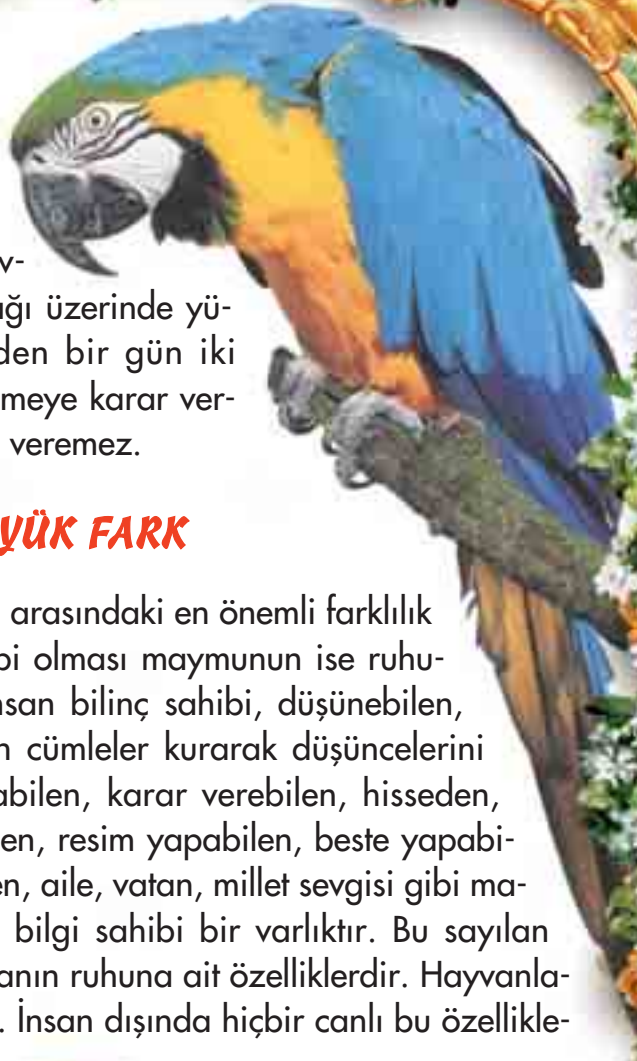 v-
ağı üzerinde yü-
den bir gün iki
meye karar ver-
veremez.
YÜK FARK
arasındaki en önemli farklılık
bi olması maymunun ise ruhu-
nsan bilinç sahibi, düşünebilen,
n cümleler kurarak düşüncelerini
abilen, karar verebilen, hisseden,
en, resim yapabilen, beste yapabi-
en, aile, vatan, millet sevgisi gibi ma-
bilgi sahibi bir varlıktır. Bu sayılan
anın ruhuna ait özelliklerdir. Hayvanla-
. İnsan dışında hiçbir canlı bu özellikle-